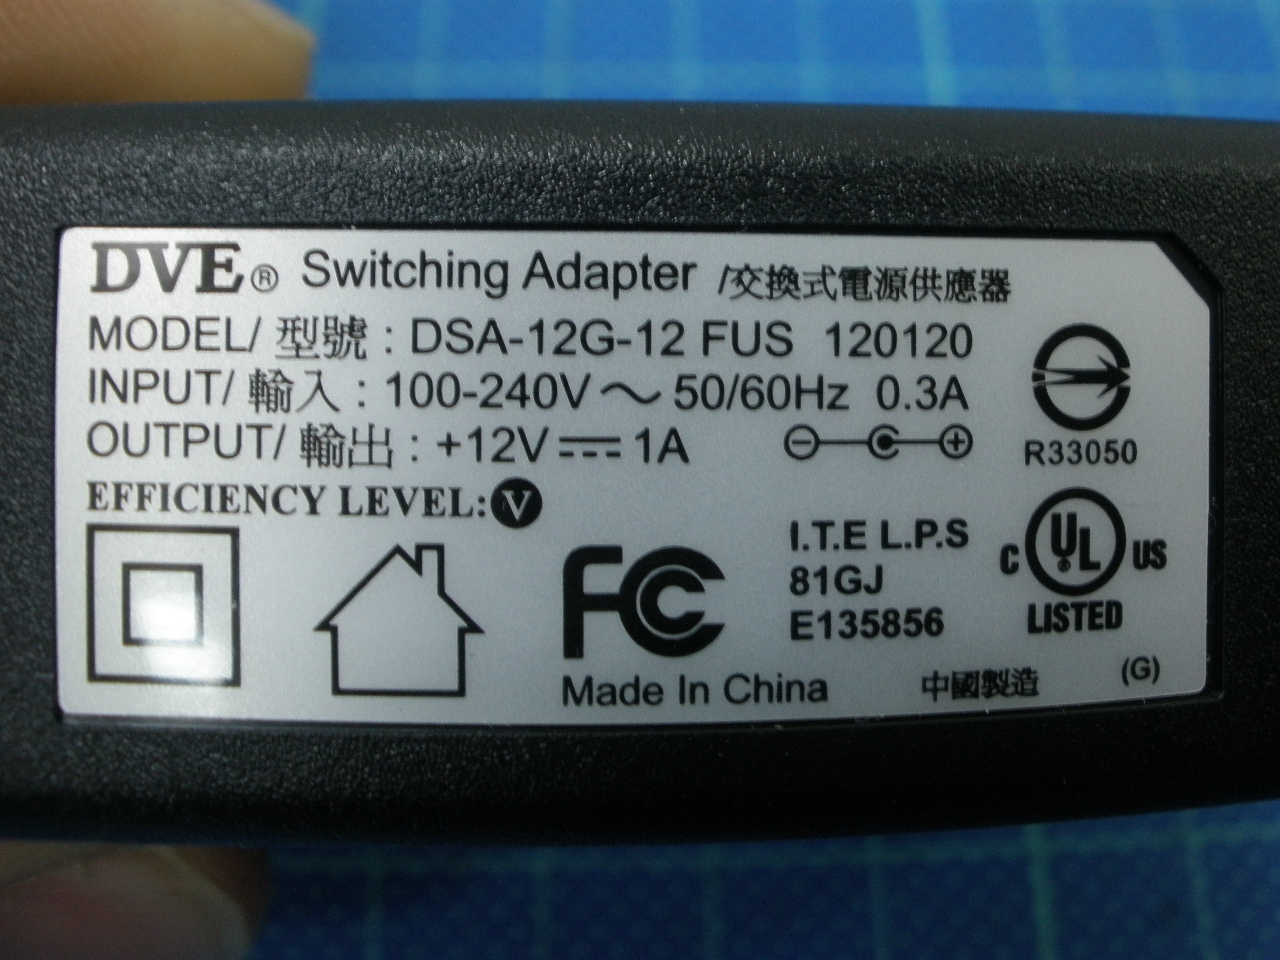 DVE® Switching Adapter /交換式電源供應器
MODEL/ 型號 : DSA-12G-12 FUS 120120
INPUT/ 輸入 : 100-240V～50/60Hz 0.3A
OUTPUT/ 輸出 : +12V⎓1A
R33050
EFFICIENCY LEVEL:V
FC
I.T.E L.P.S
81GJ
E135856
C UL® US
LISTED
Made In China
中國製造
(G)